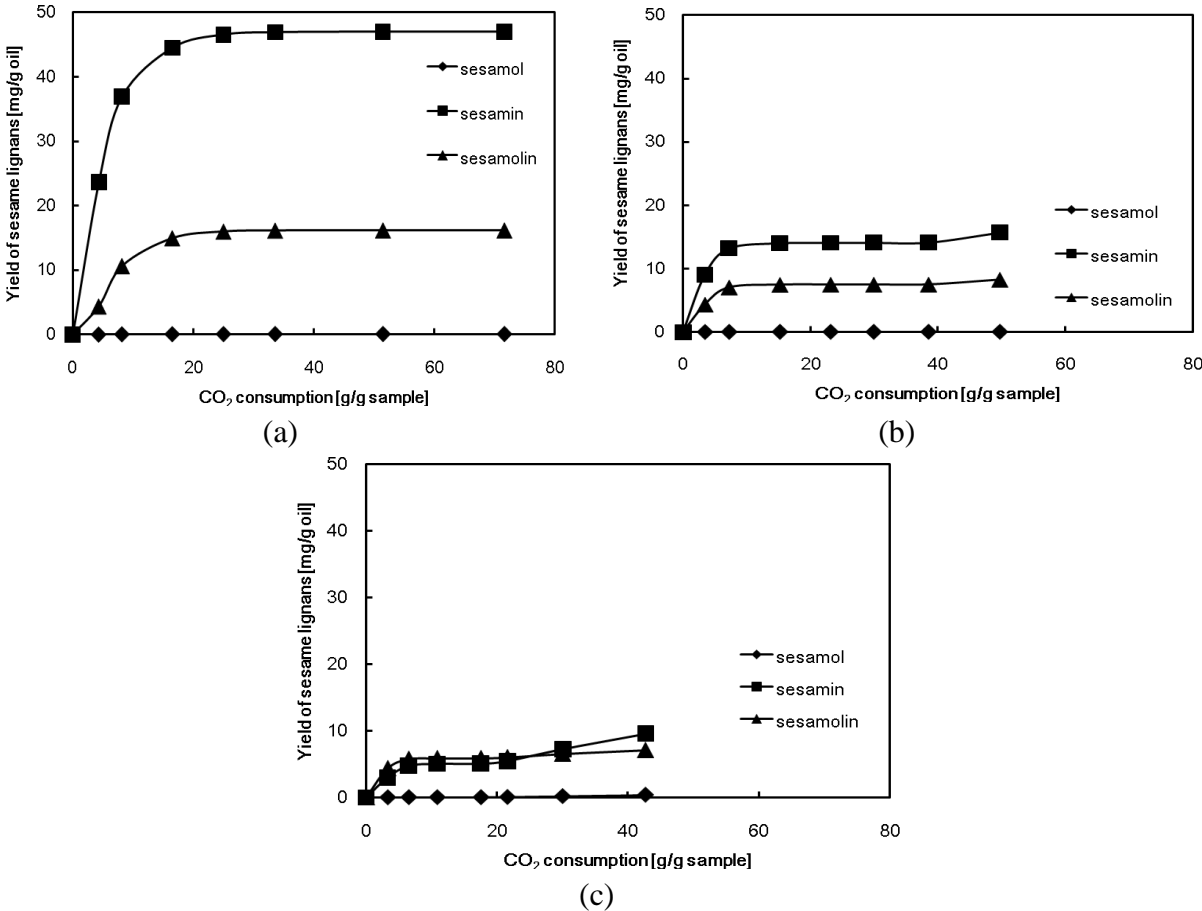 Yield of sesame lignans [mg/g oil]
50
40
30
20
10
0
0 20 40 60 80
CO2 consumption [g/g sample]
sesamol
sesamin
sesamolin
(a)
Yield of sesame lignans [mg/g oil]
50
40
30
20
10
0
0 20 40 60 80
CO2 consumption [g/g sample]
sesamol
sesamin
sesamolin
(b)
Yield of sesame lignans [mg/g oil]
50
40
30
20
10
0
0 20 40 60 80
CO2 consumption [g/g sample]
sesamol
sesamin
sesamolin
(c)